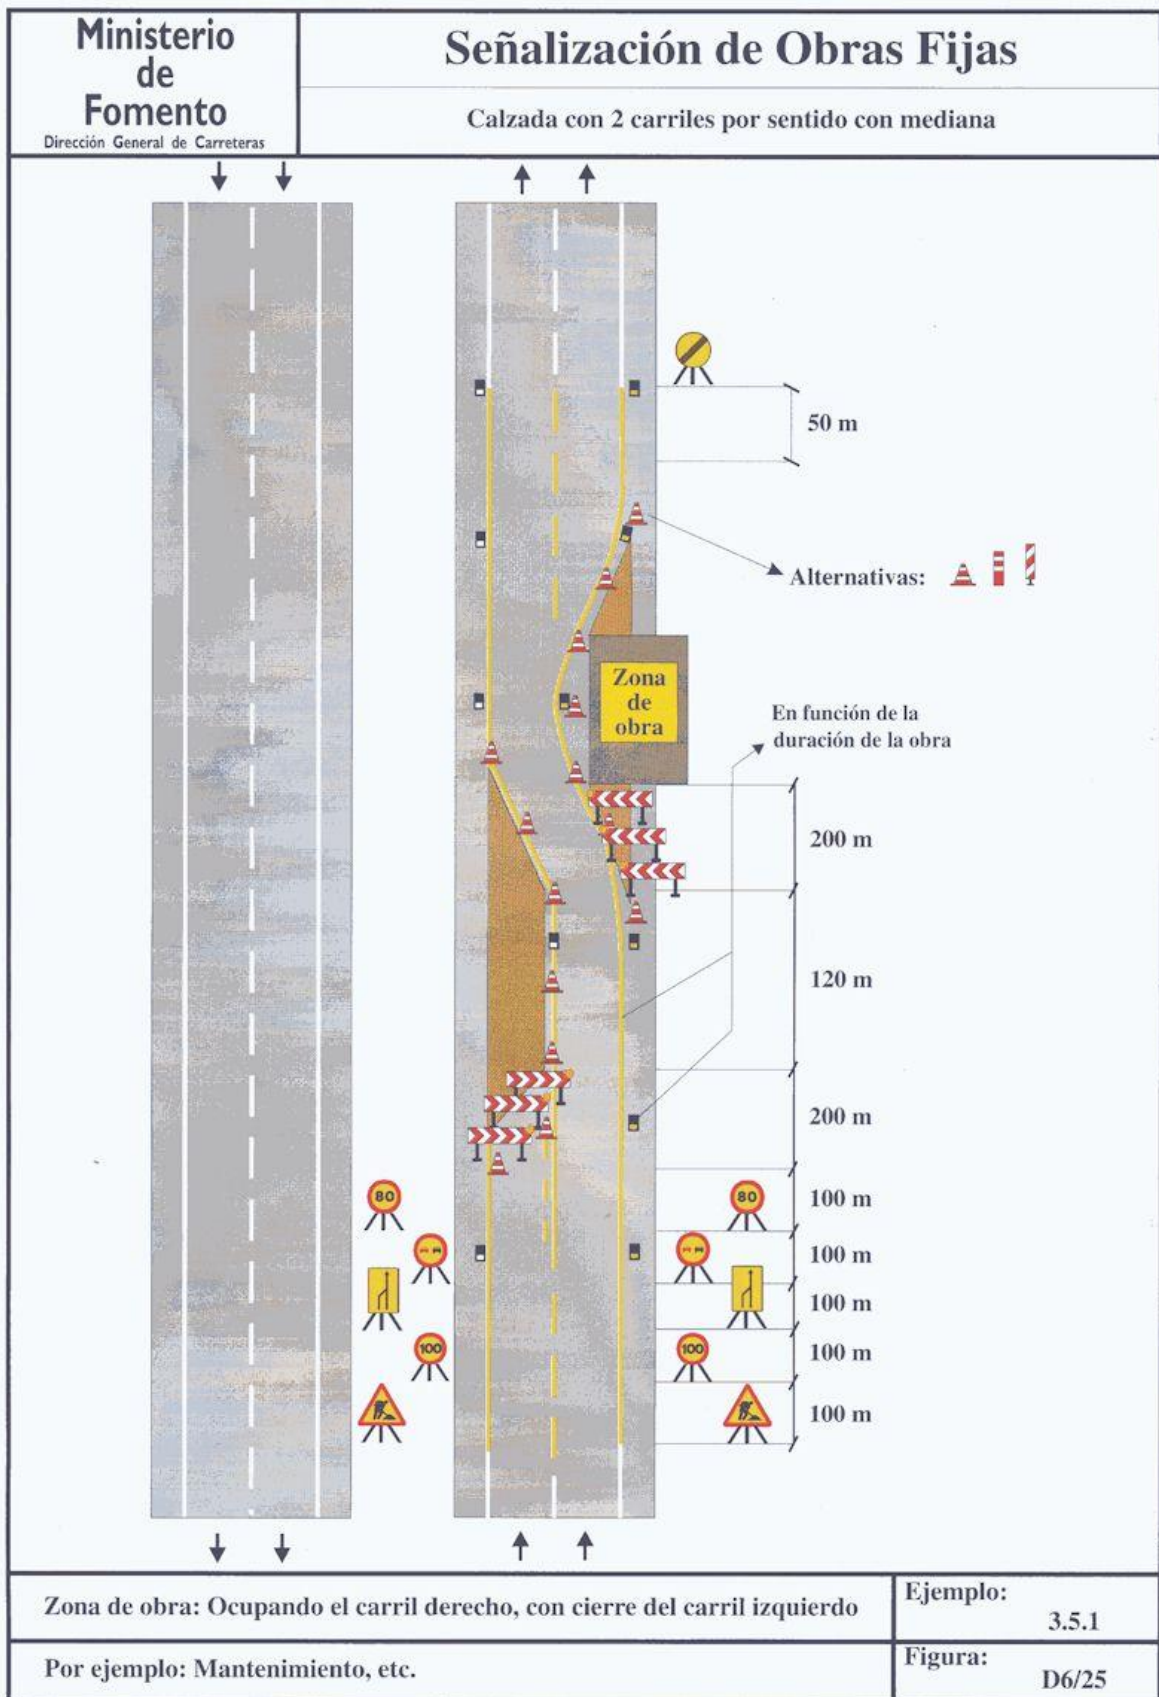 Ministerio
de
Fomento
Dirección General de Carreteras
Señalización de Obras Fijas
Calzada con 2 carriles por sentido con mediana
50 m
Alternativas:
Zona
de
obra
En función de la
duración de la obra
200 m
120 m
200 m
80
80
100 m
100 m
100 m
100
100
100 m
100 m
Zona de obra: Ocupando el carril derecho, con cierre del carril izquierdo
Ejemplo:
3.5.1
Por ejemplo: Mantenimiento, etc.
Figura:
D6/25